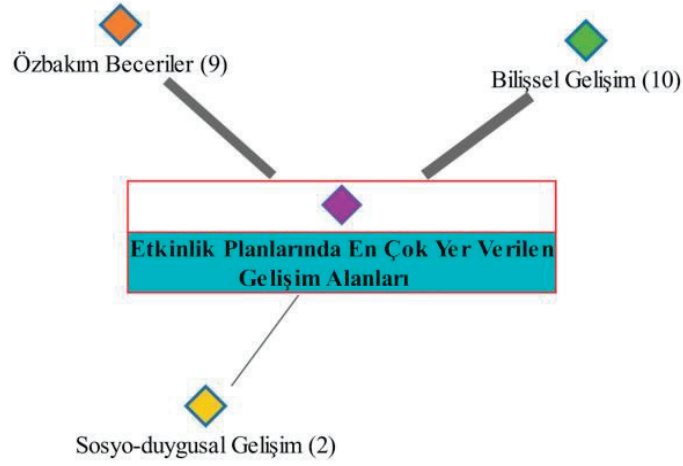 Özbakım Beceriler (9)
Bilişsel Gelişim (10)
Etkinlik Planlarında En Çok Yer Verilen
Gelişim Alanları
Sosyo-duygusal Gelişim (2)